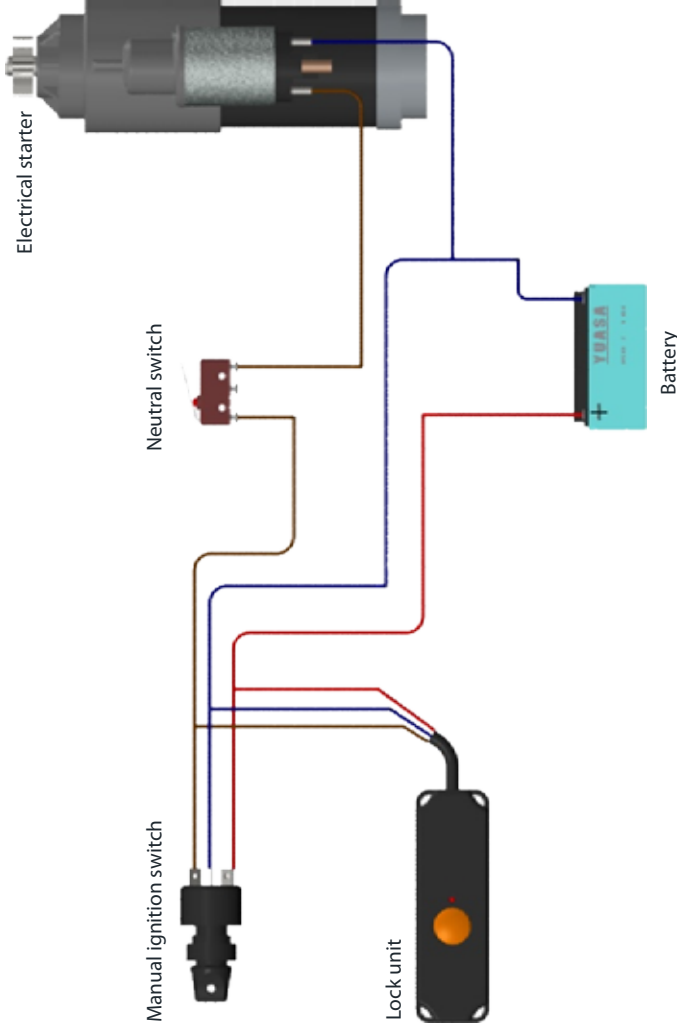 Electrical starter
Neutral switch
YUASA
+
Battery
Manual ignition switch
Lock unit